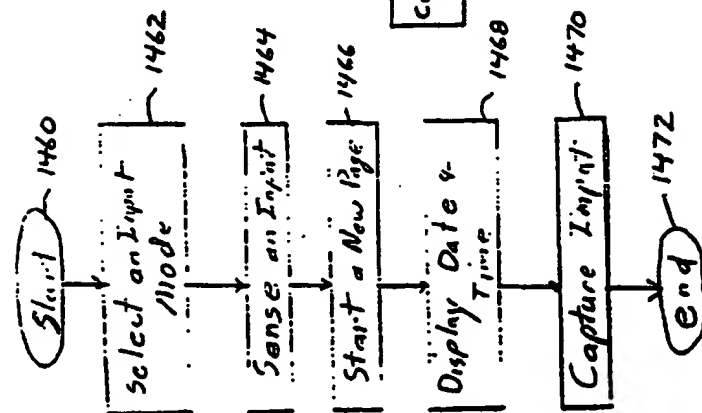 Start
1460
Select an Input
Mode
1462
Sense an Input
1464
Start a New Page
1466
Display Date &
Time
1468
Capture Input
1470
end
1472